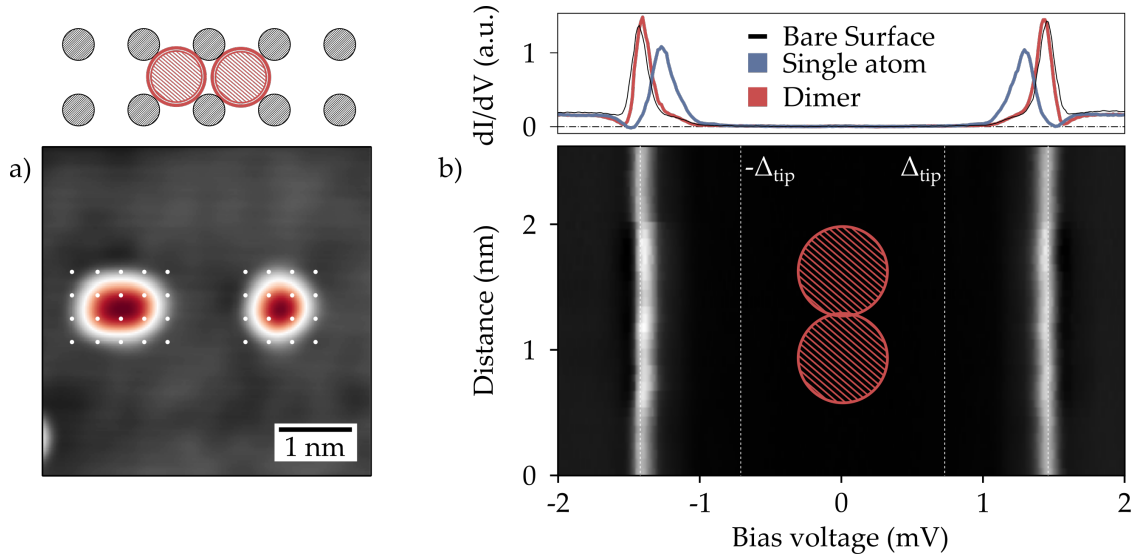 a)
1 nm
b)
dI/dV (a.u.)
1
0
Bare Surface
Single atom
Dimer
-Δtip
Δtip
Distance (nm)
2
1
0
-2
-1
0
1
2
Bias voltage (mV)